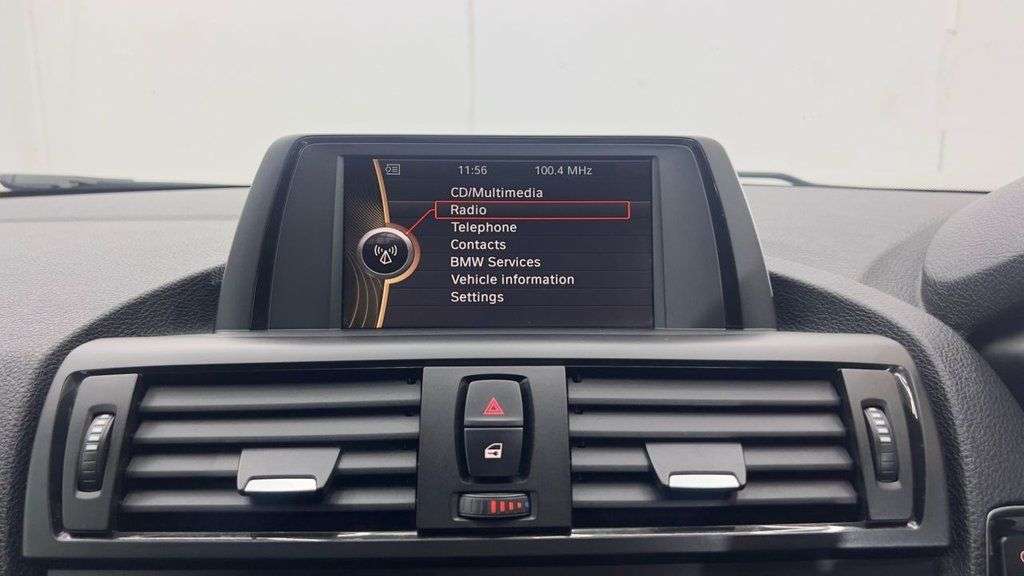 11:56 100.4 MHz
CD/Multimedia
Radio
Telephone
Contacts
BMW Services
Vehicle information
Settings